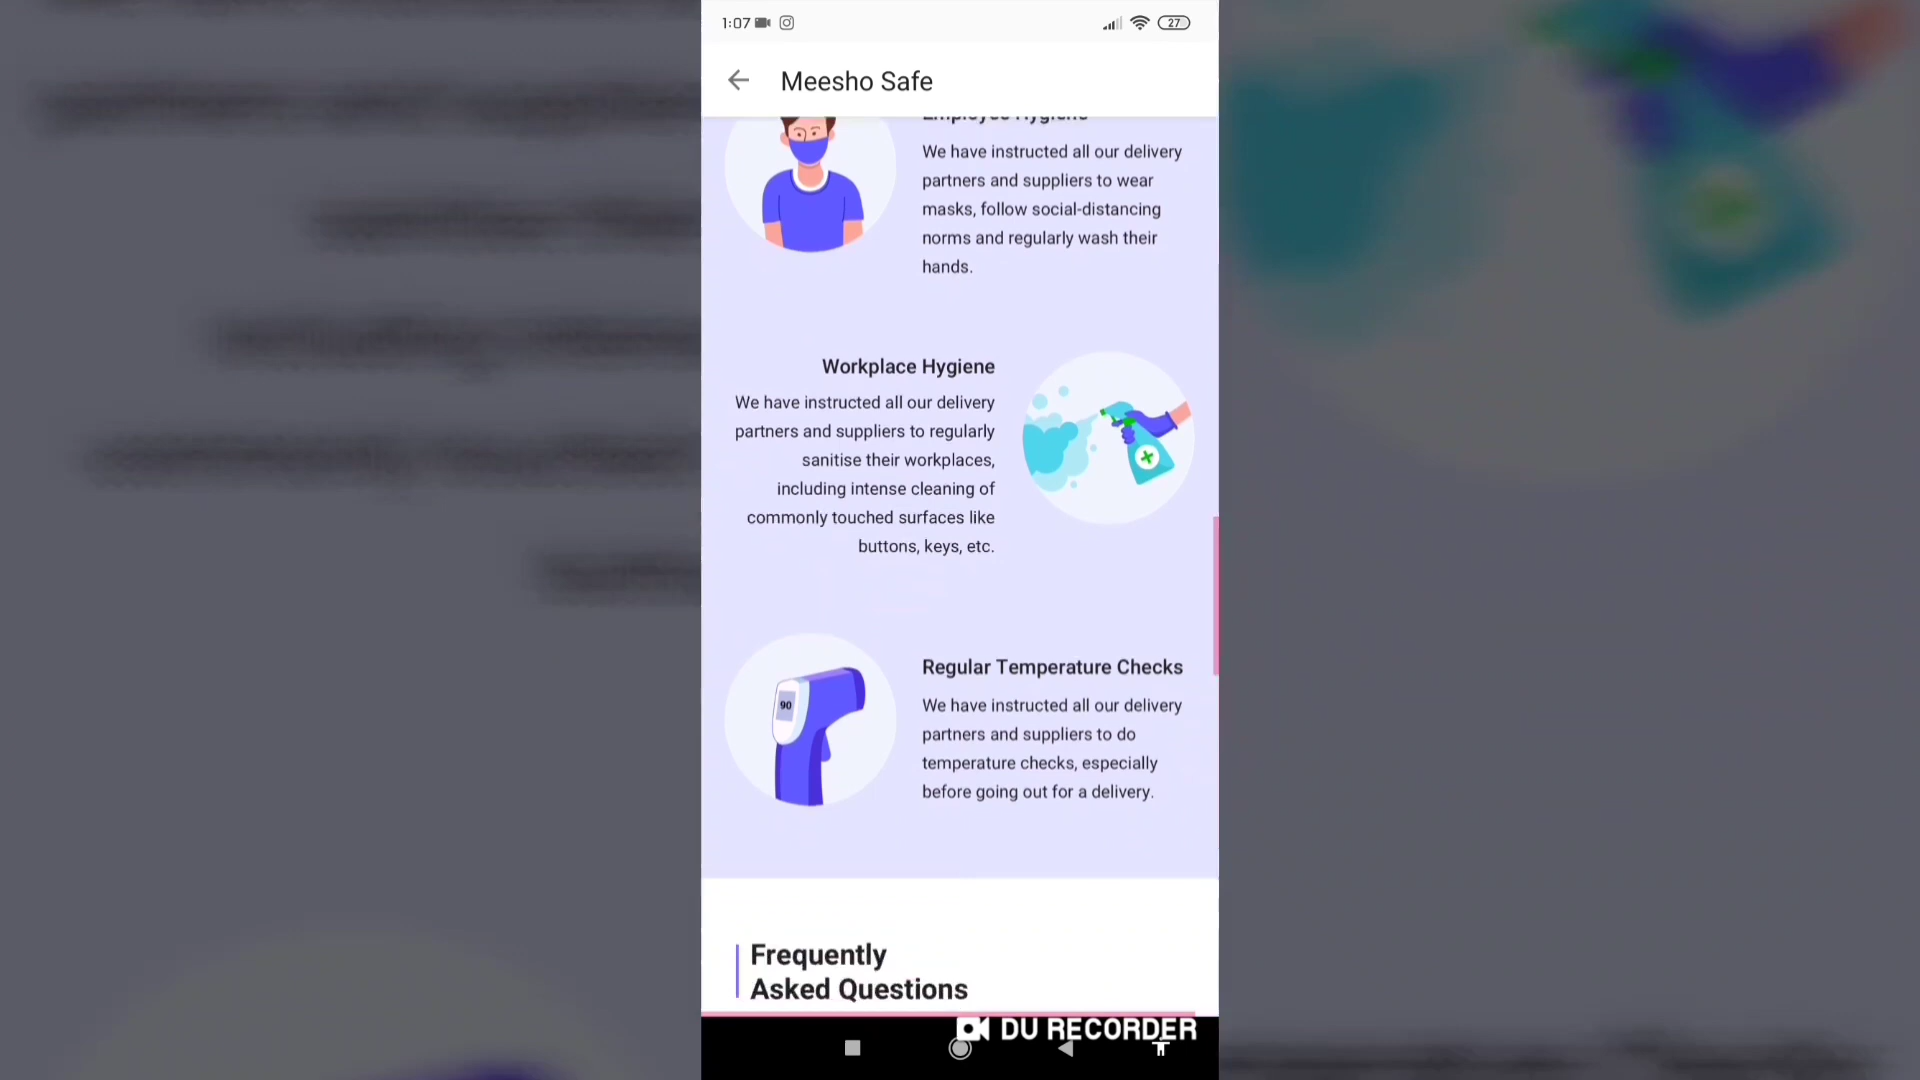 1:07
27
Meesho Safe
Employee Hygiene
We have instructed all our delivery
partners and suppliers to wear
masks, follow social-distancing
norms and regularly wash their
hands.
Workplace Hygiene
We have instructed all our delivery
partners and suppliers to regularly
sanitise their workplaces,
including intense cleaning of
commonly touched surfaces like
buttons, keys, etc.
90
Regular Temperature Checks
We have instructed all our delivery
partners and suppliers to do
temperature checks, especially
before going out for a delivery.
Frequently
Asked Questions
DU RECORDER